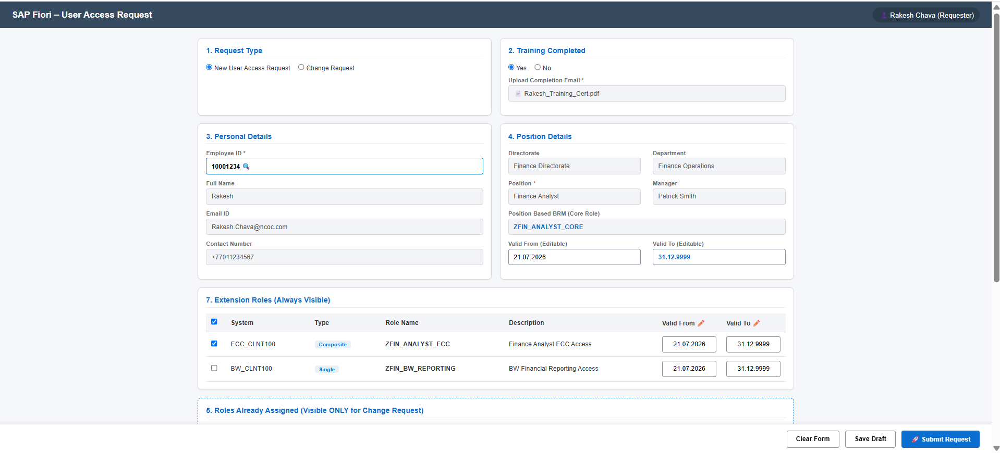 SAP Fiori – User Access Request
Rakesh Chava (Requester)
1. Request Type
New User Access Request
Change Request
2. Training Completed
Yes
No
Upload Completion Email *
Rakesh_Training_Cert.pdf
3. Personal Details
Employee ID *
10001234
Full Name
Rakesh
Email ID
Rakesh.Chava@ncoc.com
Contact Number
+77011234567
4. Position Details
Directorate
Department
Finance Directorate
Finance Operations
Position *
Manager
Finance Analyst
Patrick Smith
Position Based BRM (Core Role)
ZFIN_ANALYST_CORE
Valid From (Editable)
Valid To (Editable)
21.07.2026
31.12.9999
7. Extension Roles (Always Visible)
System Type Role Name Description Valid From Valid To
ECC_CLNT100 Composite ZFIN_ANALYST_ECC Finance Analyst ECC Access 21.07.2026 31.12.9999
BW_CLNT100 Single ZFIN_BW_REPORTING BW Financial Reporting Access 21.07.2026 31.12.9999
5. Roles Already Assigned (Visible ONLY for Change Request)
Clear Form
Save Draft
Submit Request